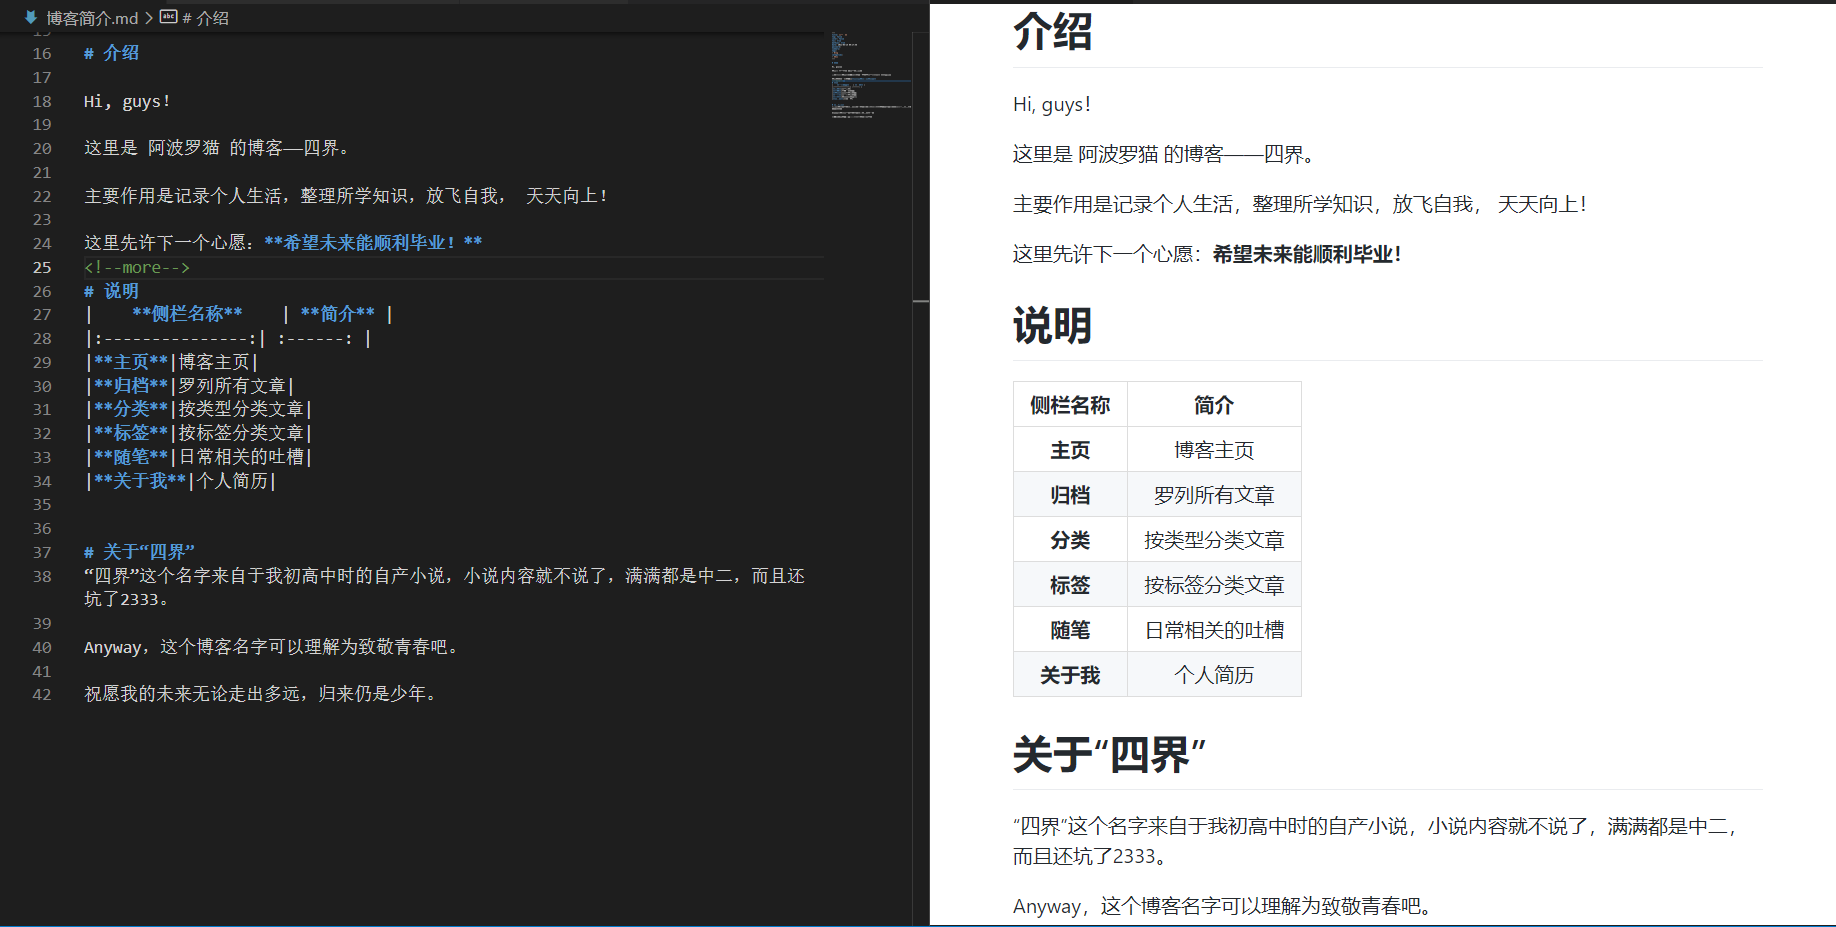 博客简介.md > # 介绍
15
16 # 介绍
17
18 Hi, guys！
19
20 这里是 阿波罗猫 的博客——四界。
21
22 主要作用是记录个人生活，整理所学知识，放飞自我， 天天向上！
23
24 这里先许下一个心愿：**希望未来能顺利毕业！**
25 <!--more-->
26 # 说明
27 |    **侧栏名称**    | **简介** |
28 |:---------------:| :------: |
29 |**主页**|博客主页|
30 |**归档**|罗列所有文章|
31 |**分类**|按类型分类文章|
32 |**标签**|按标签分类文章|
33 |**随笔**|日常相关的吐槽|
34 |**关于我**|个人简历|
35
36
37 # 关于“四界”
38 “四界”这个名字来自于我初高中时的自产小说，小说内容就不说了，满满都是中二，而且还
坑了2333。
39
40 Anyway，这个博客名字可以理解为致敬青春吧。
41
42 祝愿我的未来无论走出多远，归来仍是少年。
介绍
Hi, guys！
这里是 阿波罗猫 的博客——四界。
主要作用是记录个人生活，整理所学知识，放飞自我， 天天向上！
这里先许下一个心愿：希望未来能顺利毕业！
说明
侧栏名称 简介
主页 博客主页
归档 罗列所有文章
分类 按类型分类文章
标签 按标签分类文章
随笔 日常相关的吐槽
关于我 个人简历
关于“四界”
“四界”这个名字来自于我初高中时的自产小说，小说内容就不说了，满满都是中二，
而且还坑了2333。
Anyway，这个博客名字可以理解为致敬青春吧。